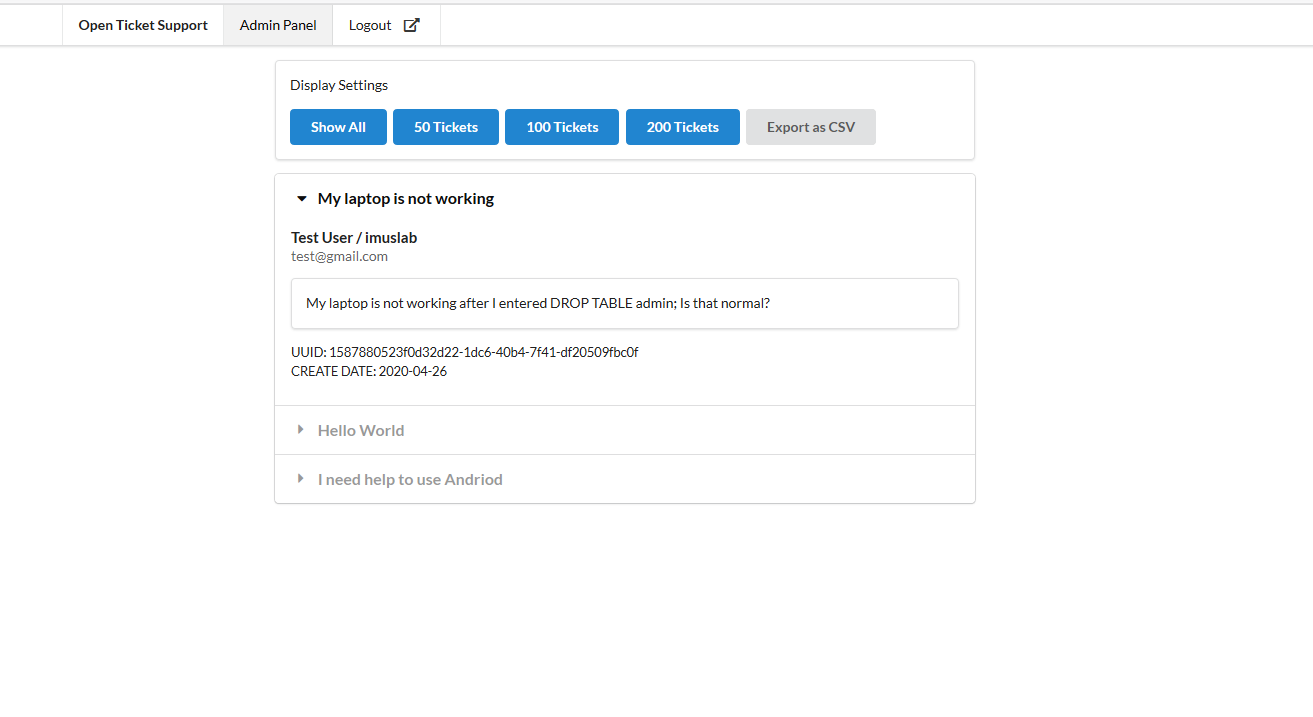 Open Ticket Support Admin Panel Logout
Display Settings
Show All 50 Tickets 100 Tickets 200 Tickets Export as CSV
My laptop is not working
Test User / imuslab
test@gmail.com
My laptop is not working after I entered DROP TABLE admin; Is that normal?
UUID: 1587880523f0d32d22-1dc6-40b4-7f41-df20509fbc0f
CREATE DATE: 2020-04-26
Hello World
I need help to use Andriod